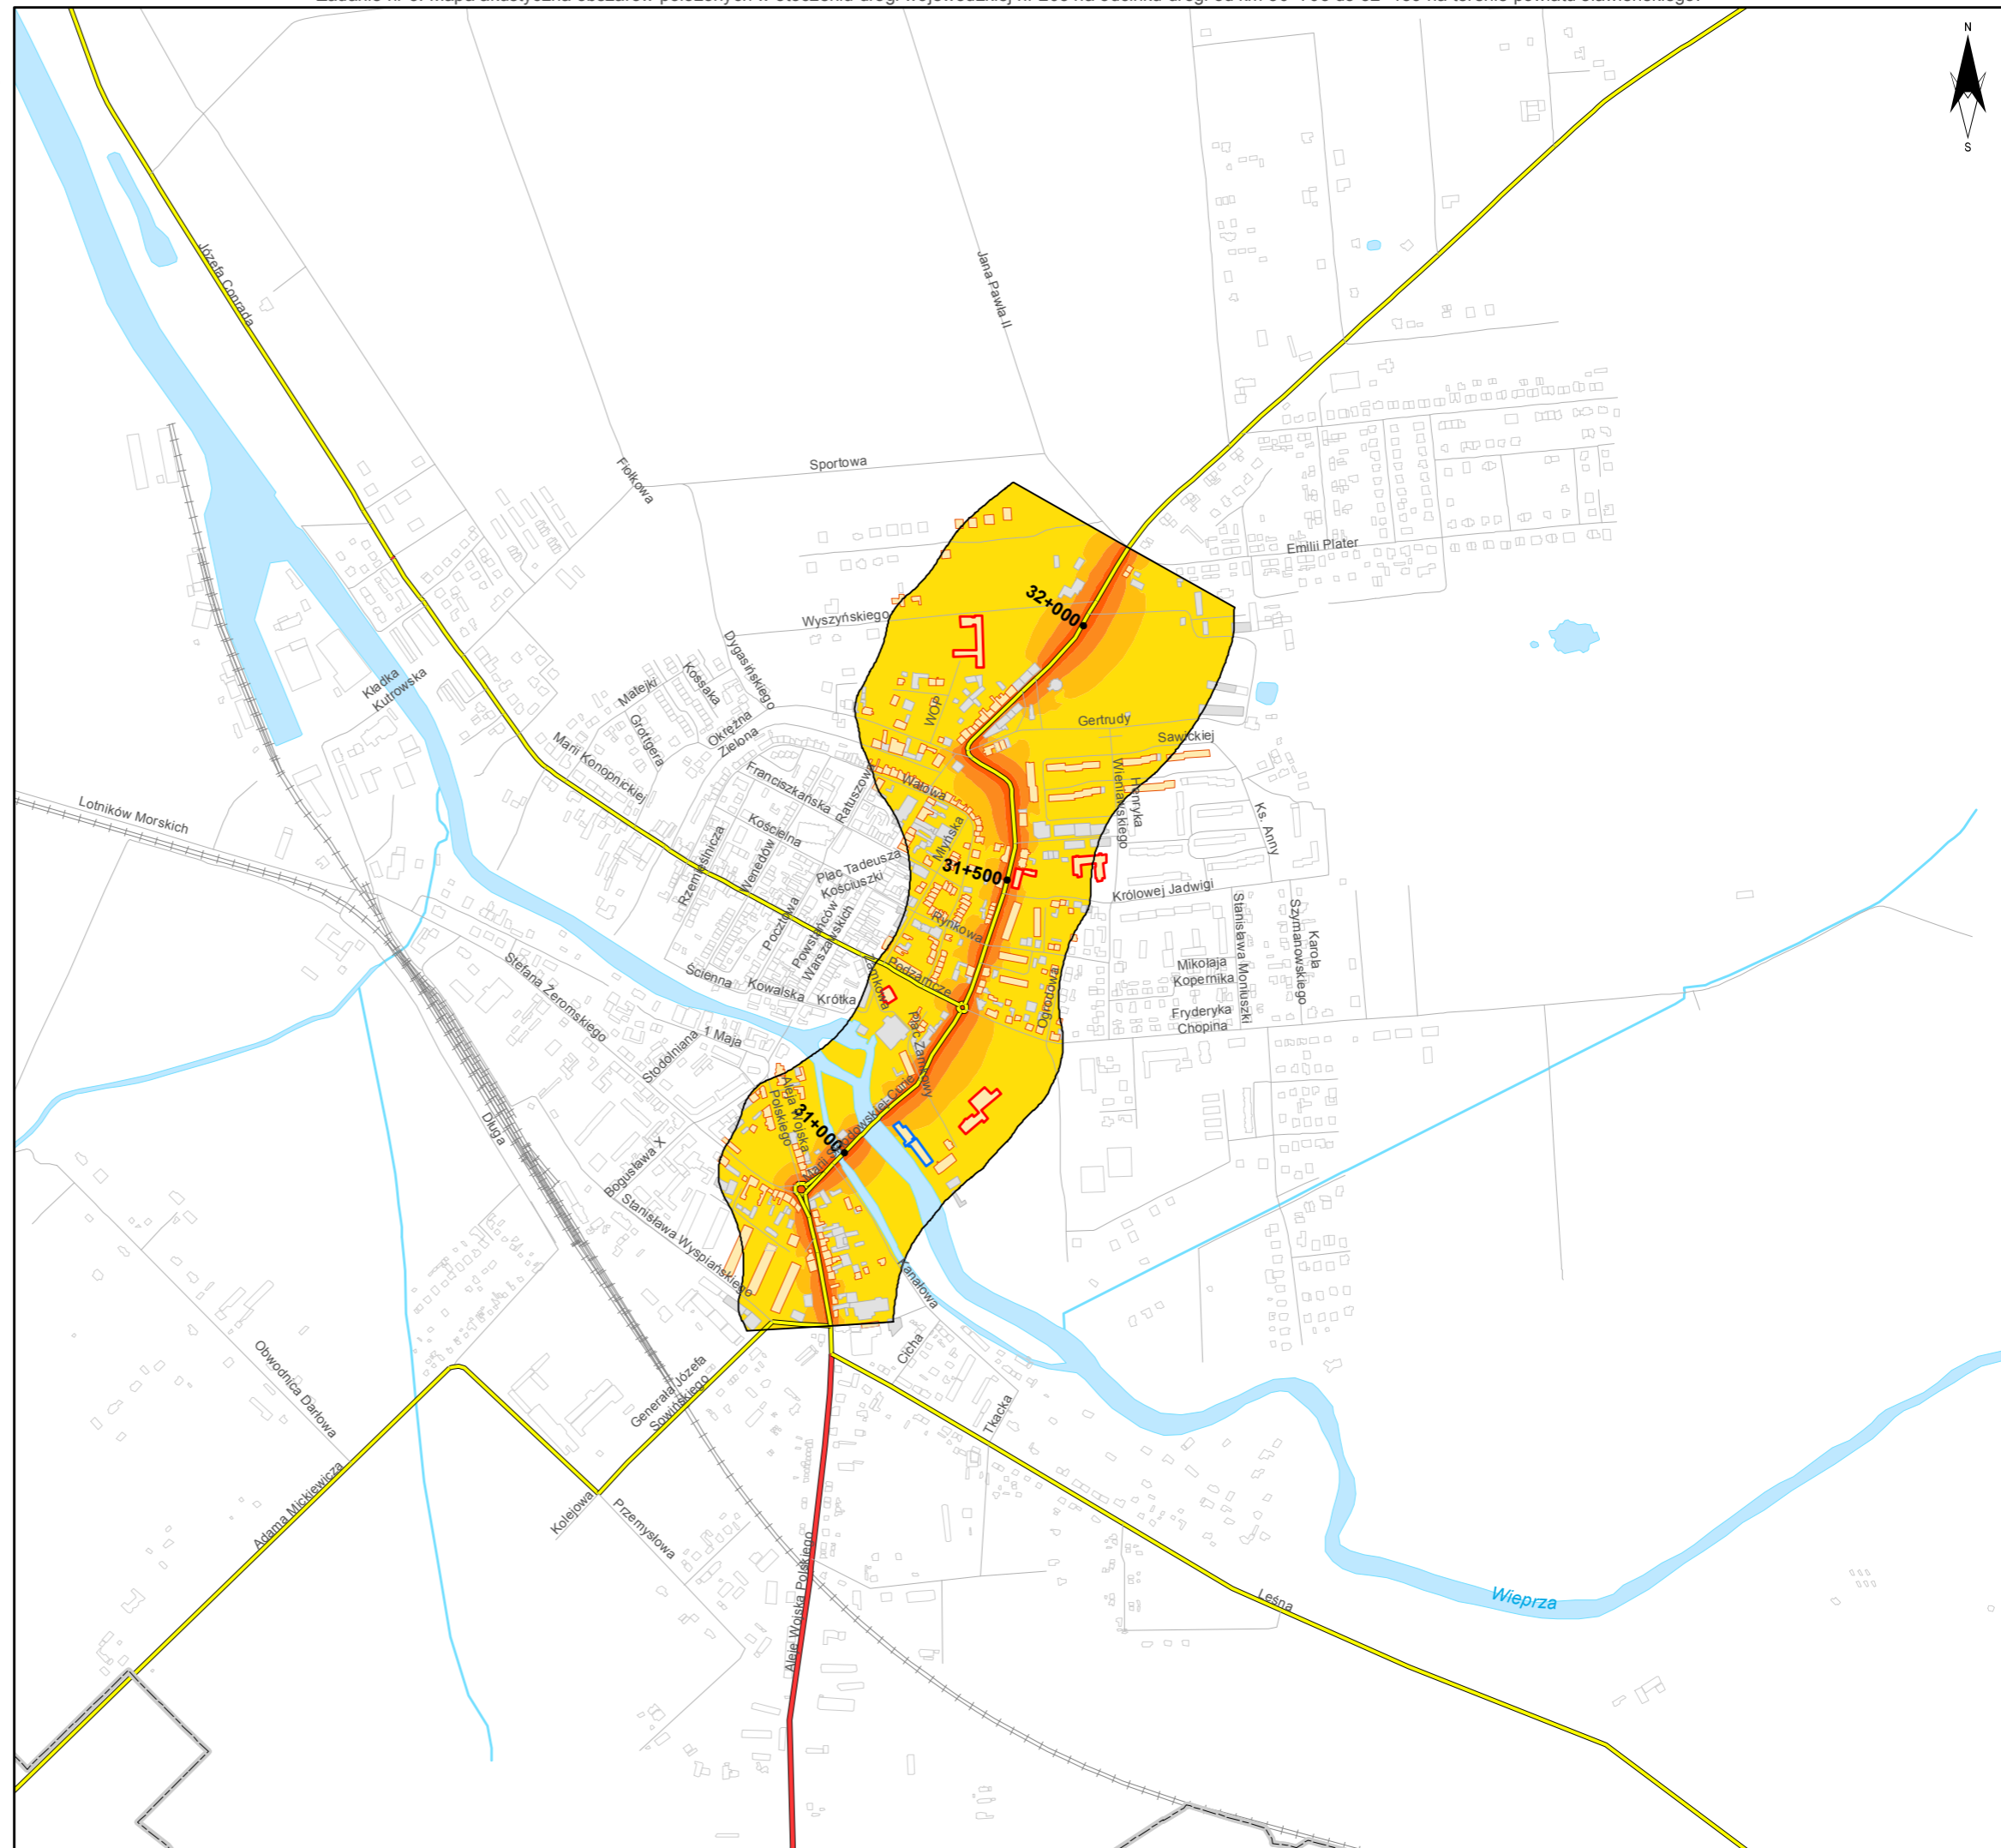 N
S
Józefa Conrada
Jana Pawła II
Fiołkowa
Sportowa
Emilii Plater
32+000
Wyszyńskiego
Dygasińskiego
Kossaka
Matejki
Grottgera
Okrężna
Zielona
Kładka
Kutrowska
Marii Konopnickiej
WOP
Gertrudy
Sawickiej
Wałowa
Franciszkańska
Ratuszowa
Wieniawskiego
Henryka
Ks. Anny
Lotników Morskich
Kościelna
Młyńska
Rzemieślnicza
Wenedów
Plac Tadeusza
Kościuszki
31+500
Królowej Jadwigi
Pocztowa
Powstańców
Warszawskich
Rynkowa
Stanisława Moniuszki
Szymanowskiego
Karola
Stefana Żeromskiego
Ścienna
Kowalska
Krótka
Podzamcze
Ogrodowa
Mikołaja
Kopernika
Fryderyka
Chopina
1 Maja
Stodolniana
Plac Zamkowy
Długa
Aleja Wojska
Polskiego
31+000
Bogusława X
Stanisława Wyspiańskiego
Kanałowa
Cicha
Obwodnica Darłowa
Generała Józefa
Sowińskiego
Tkacka
Adama Mickiewicza
Kolejowa
Przemysłowa
Aleje Wojska Polskiego
Leśna
Wieprza